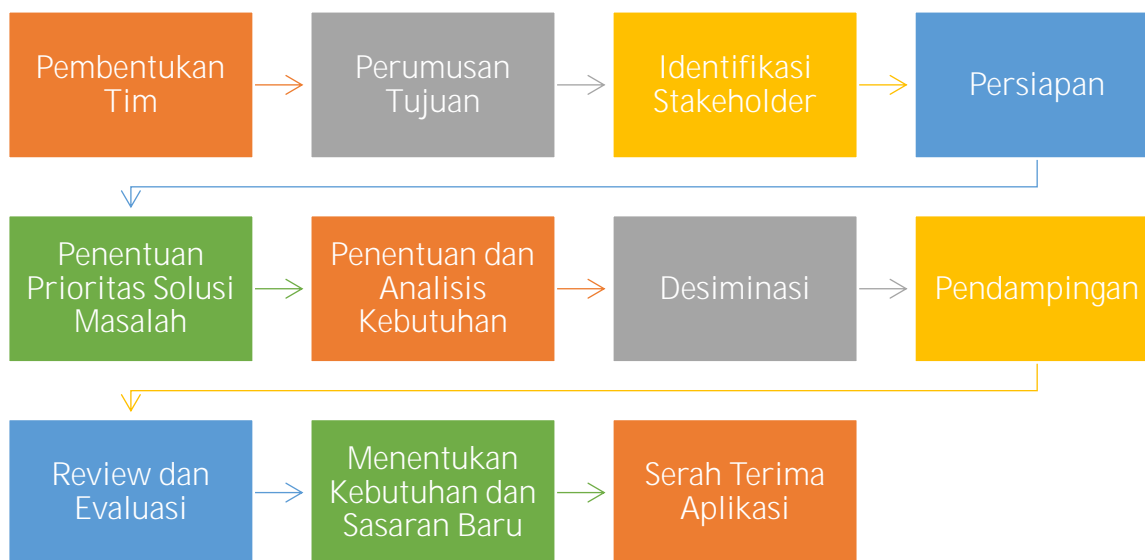 Pembentukan
Tim
Perumusan
Tujuan
Identifikasi
Stakeholder
Persiapan
Penentuan
Prioritas Solusi
Masalah
Penentuan dan
Analisis
Kebutuhan
Desiminasi
Pendampingan
Review dan
Evaluasi
Menentukan
Kebutuhan dan
Sasaran Baru
Serah Terima
Aplikasi